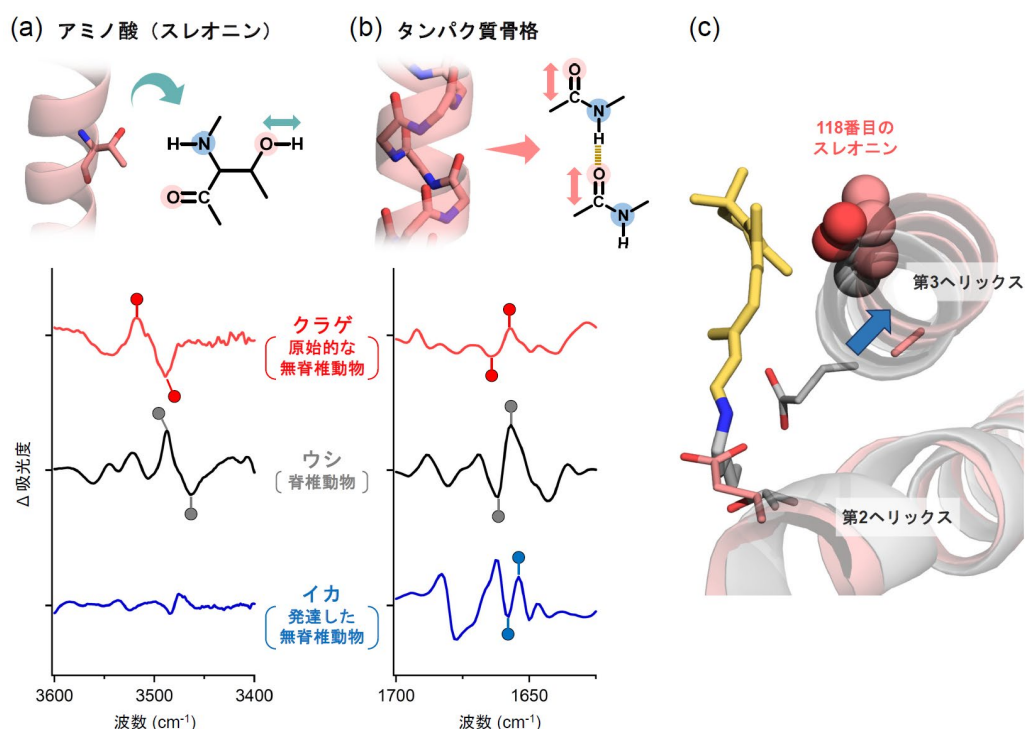 (a) アミノ酸（スレオニン）
H
N
O
H
O
C
(b) タンパク質骨格
O
C
N
H
O
C
N
H
(c)
118番目の
スレオニン
第3ヘリックス
第2ヘリックス
Δ 吸光度
クラゲ
原始的な
無脊椎動物
ウシ
脊椎動物
イカ
発達した
無脊椎動物
3600 3500 3400
波数 (cm-1)
1700 1650
波数 (cm-1)